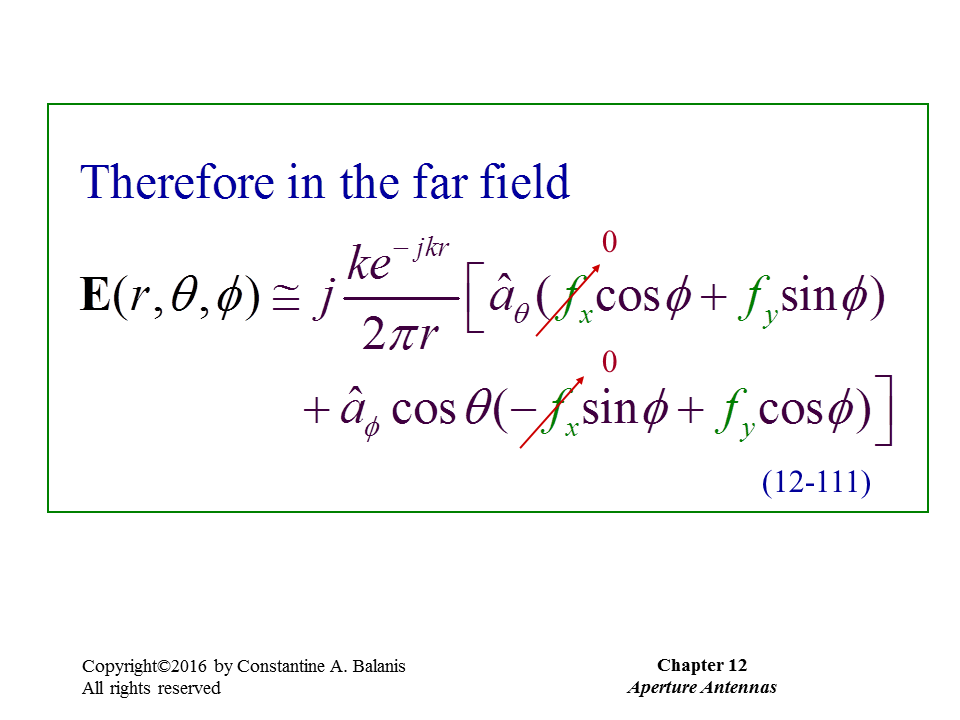 Therefore in the far field
E(r,θ,ϕ) ≅ j ke^{−jkr}/2πr [â_θ (f_x cosϕ + f_y sinϕ)
0
+ â_ϕ cosθ(−f_x sinϕ + f_y cosϕ)]
0
(12-111)
Copyright©2016 by Constantine A. Balanis
All rights reserved
Chapter 12
Aperture Antennas